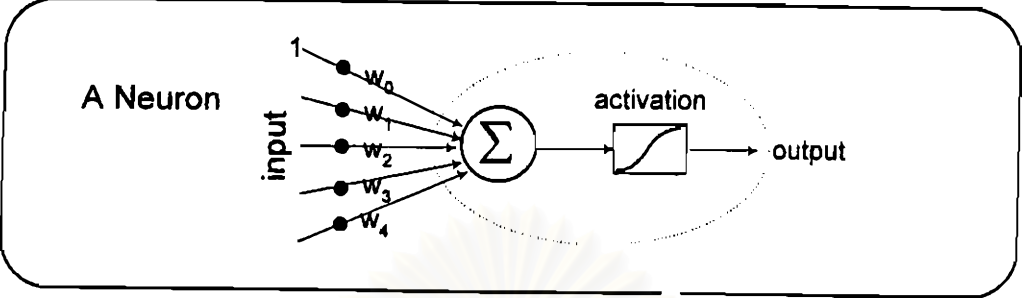 A Neuron
input
1
W0
W1
W2
W3
W4
Σ
activation
output